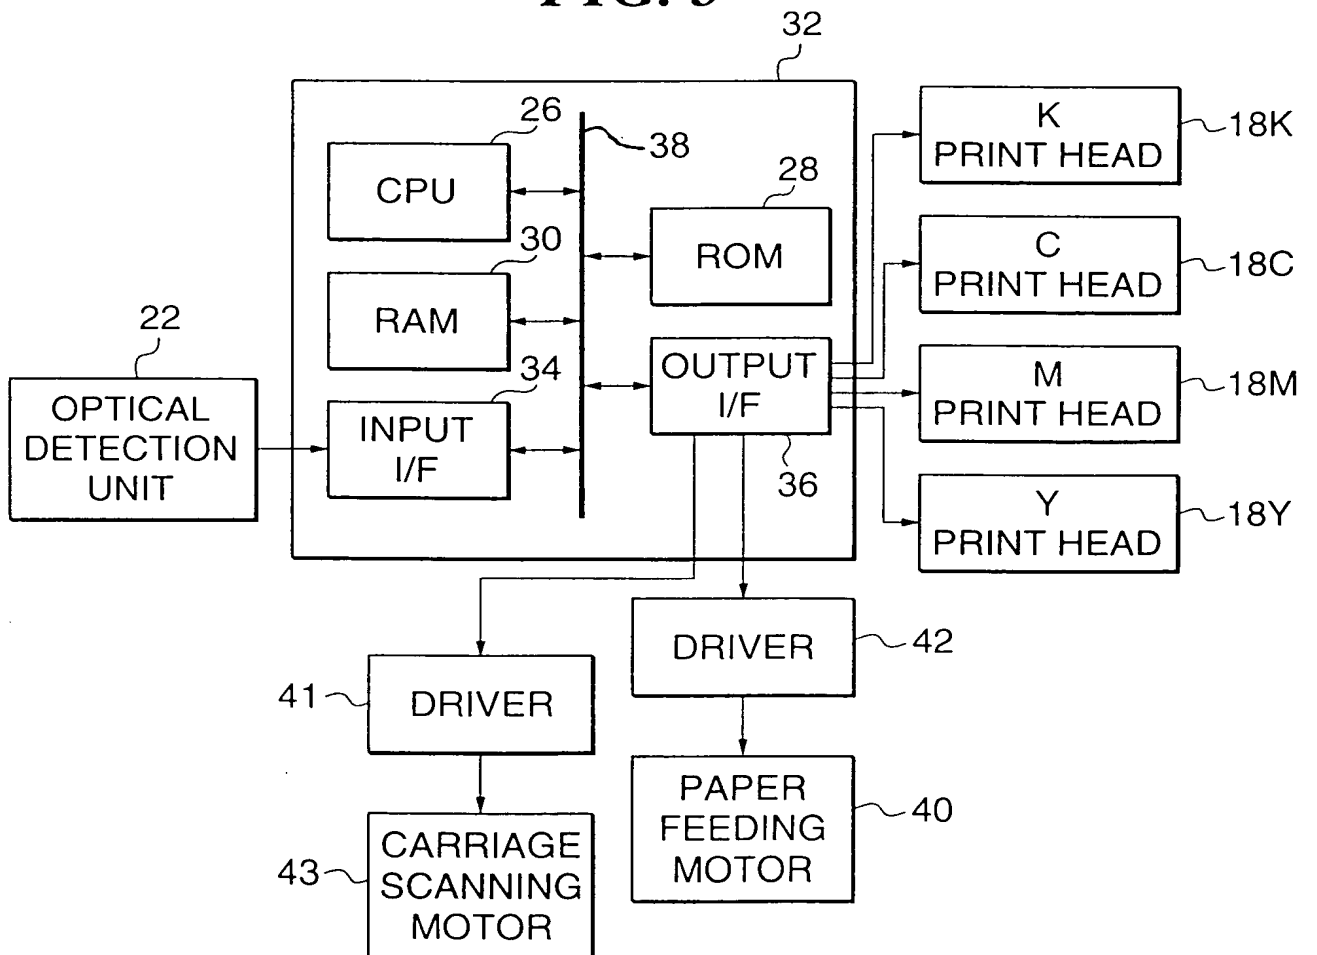 32
26
38
CPU
28
30
ROM
RAM
22
34
OUTPUT
I/F
36
OPTICAL
DETECTION
UNIT
INPUT
I/F
K
PRINT HEAD
18K
C
PRINT HEAD
18C
M
PRINT HEAD
18M
Y
PRINT HEAD
18Y
DRIVER
42
41
DRIVER
PAPER
FEEDING
MOTOR
40
43
CARRIAGE
SCANNING
MOTOR